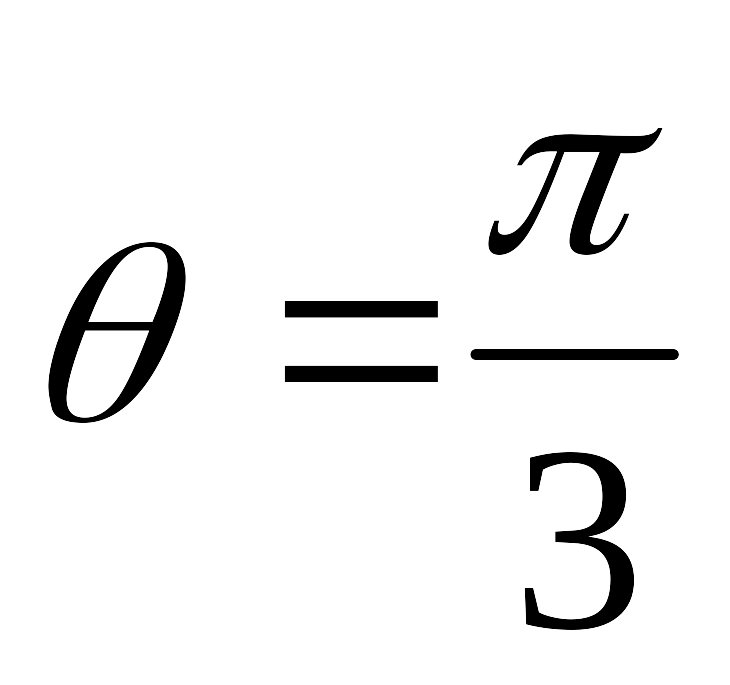 θ = π/3